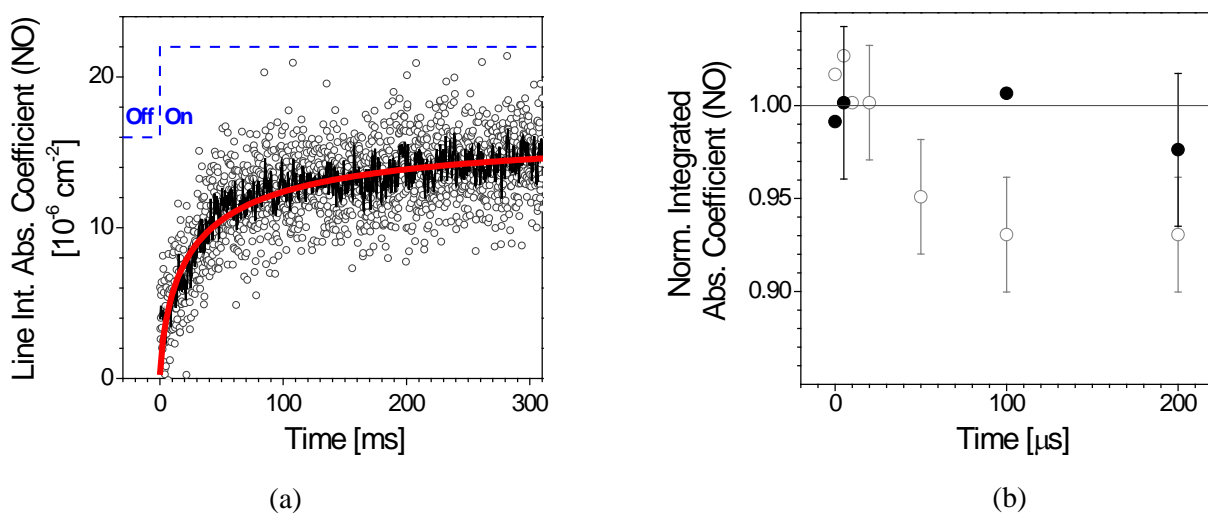 Line Int. Abs. Coefficient (NO)
[10⁻⁶ cm⁻²]
20
10
0
Off On
0 100 200 300
Time [ms]
(a)
Norm. Integrated
Abs. Coefficient (NO)
1.00
0.95
0.90
0 100 200
Time [µs]
(b)